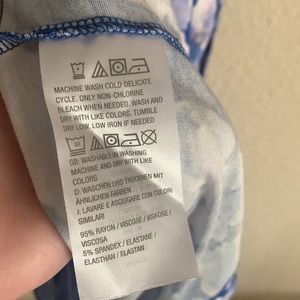 MACHINE WASH COLD DELICATE
CYCLE. ONLY NON-CHLORINE
BLEACH WHEN NEEDED. WASH AND
DRY WITH LIKE COLORS. TUMBLE
DRY LOW. LOW IRON IF NEEDED
30
GB: WASHABLE IN WASHING
MACHINE AND DRY WITH LIKE
COLORS
D: WASCHEN UND TROCKNEN MIT
ÄHNLICHEN FARBEN
I: LAVARE E ASCIUGARE CON COLORI
SIMILARI
95% RAYON / VISCOSE / VISKOSE /
VISCOSA
5% SPANDEX / ELASTANE /
ELASTHAN / ELASTAN